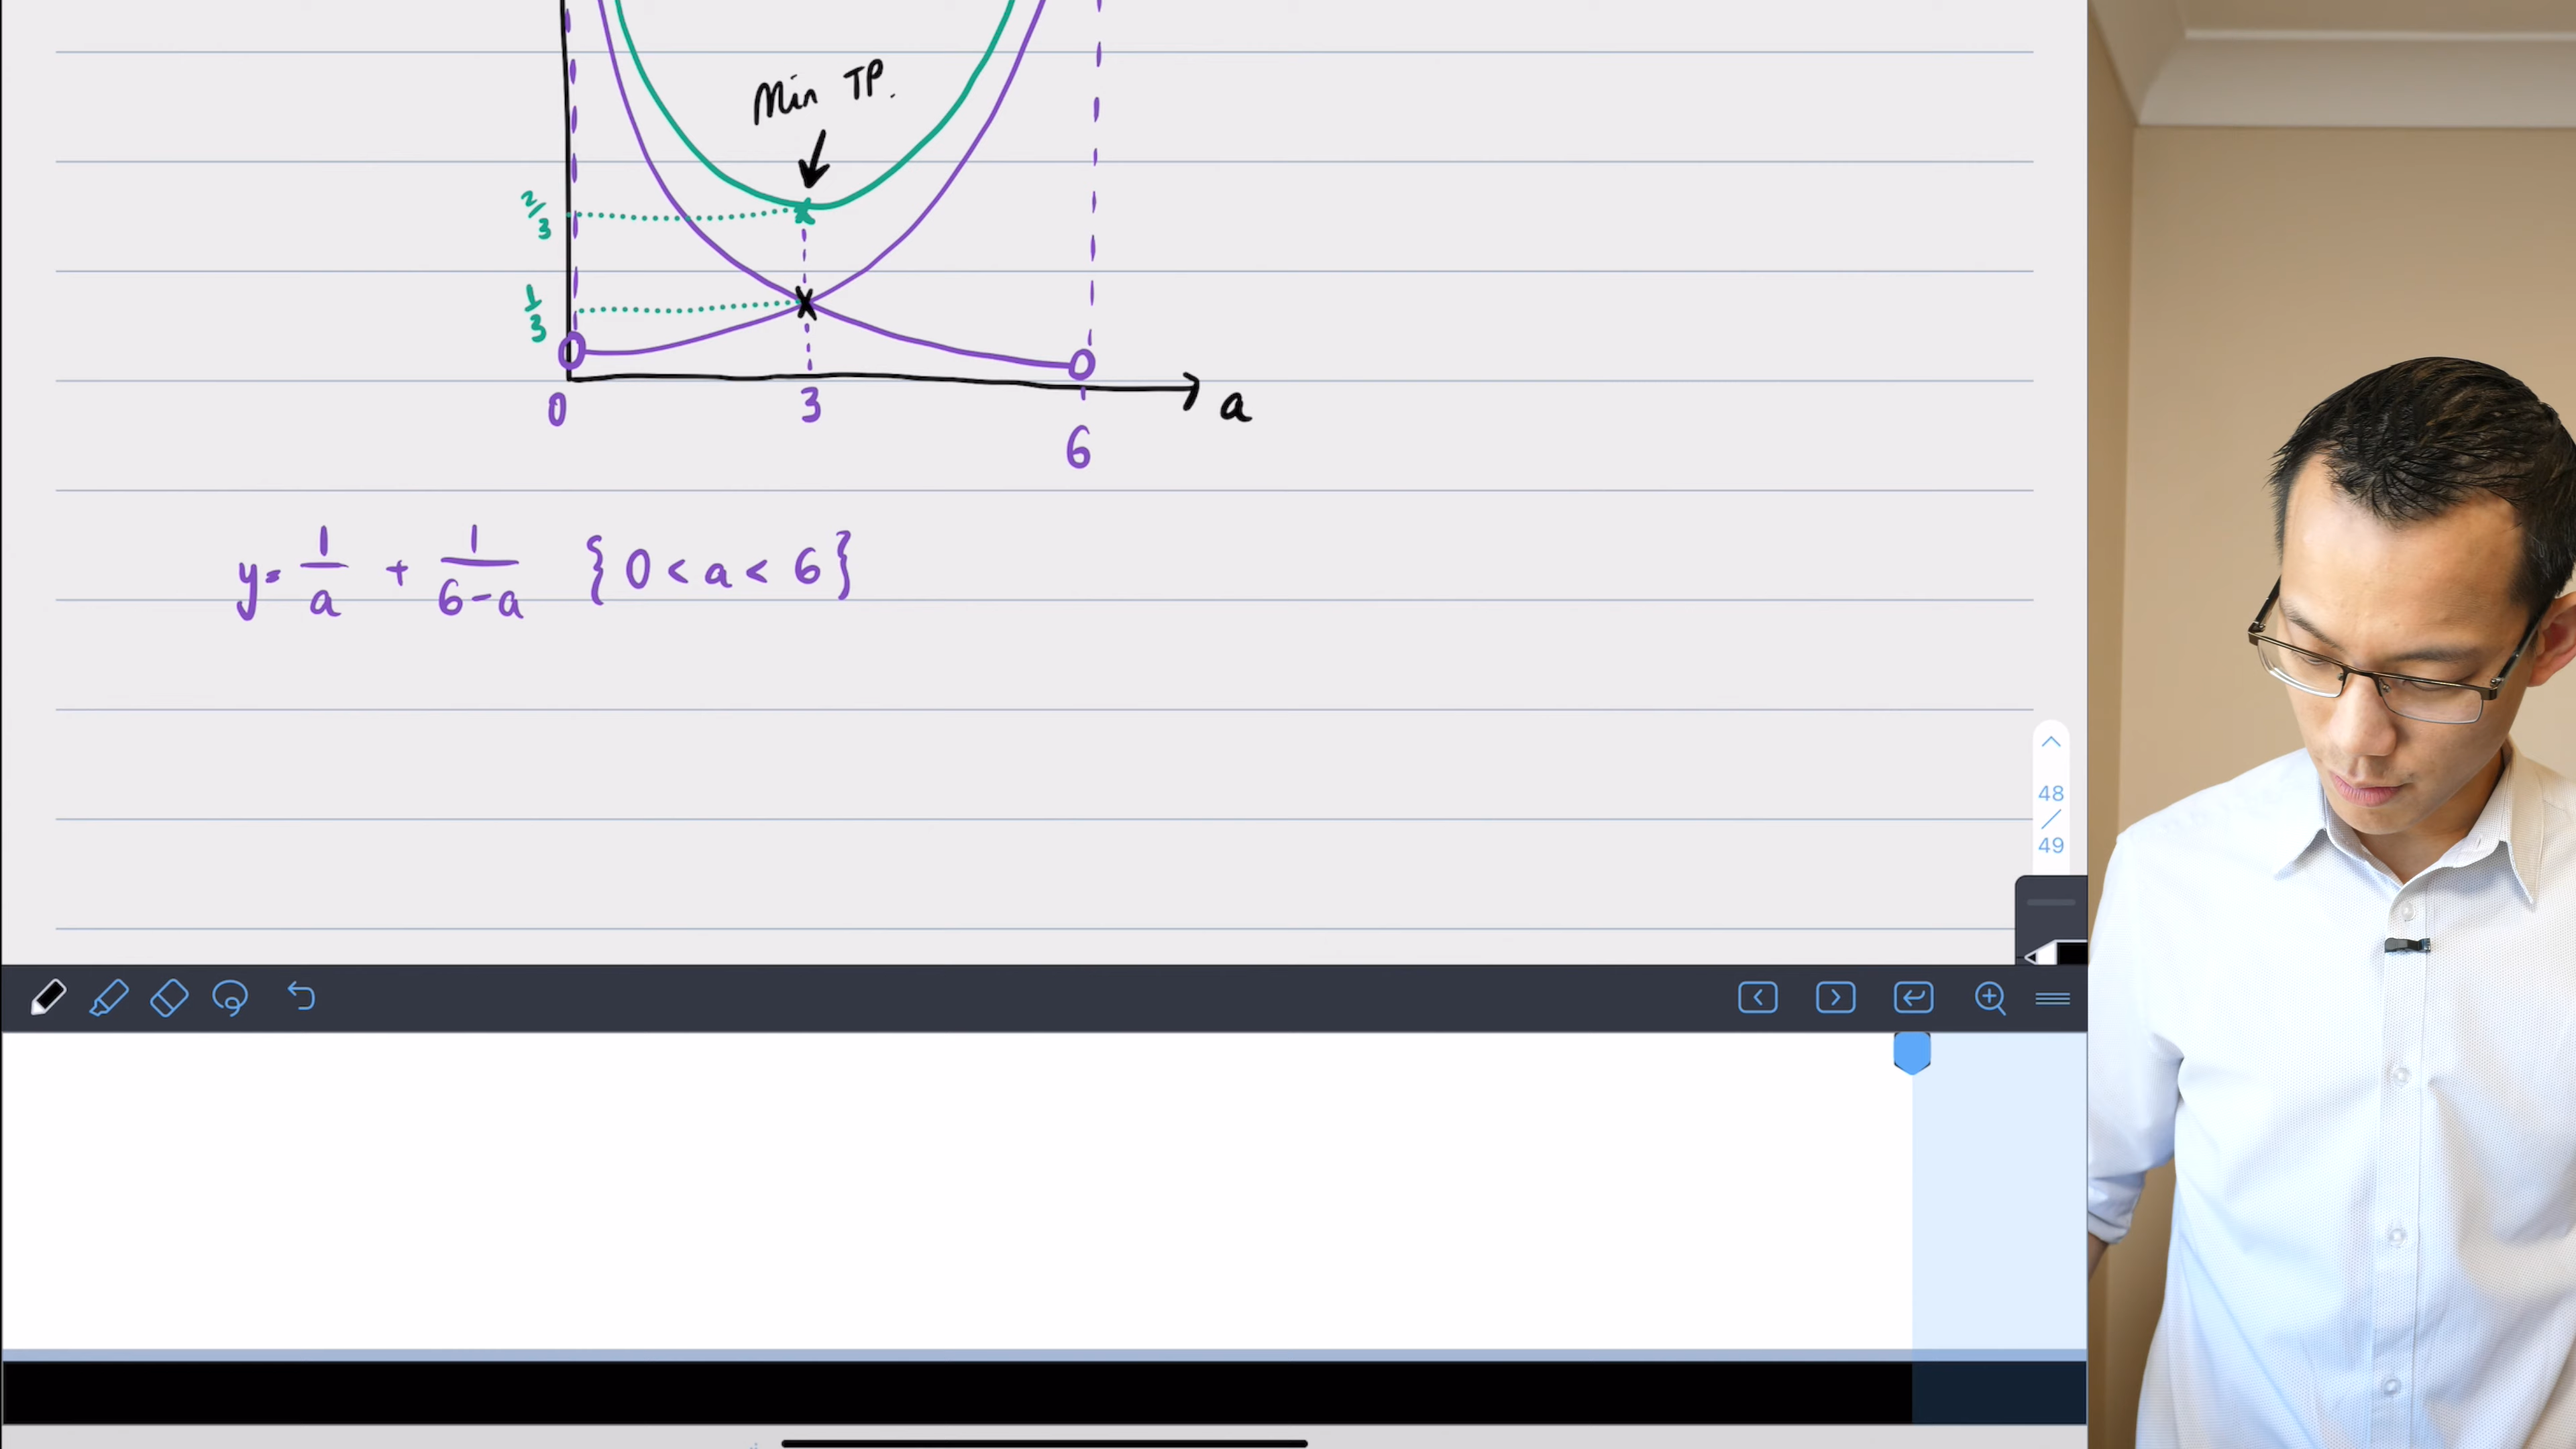 Min TP.
2/3
1/3
0 3 6 a
y = 1/a + 1/(6-a) { 0 < a < 6 }
48
/
49